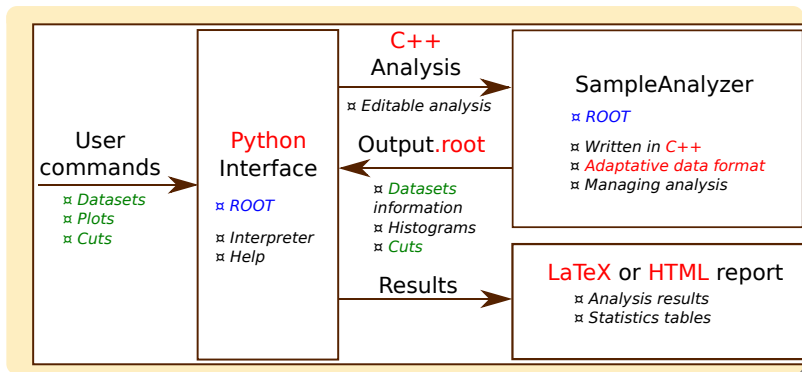 User
commands
¤ Datasets
¤ Plots
¤ Cuts
Python
Interface
¤ ROOT
¤ Interpreter
¤ Help
C++
Analysis
¤ Editable analysis
Output.root
¤ Datasets
information
¤ Histograms
¤ Cuts
Results
SampleAnalyzer
¤ ROOT
¤ Written in C++
¤ Adaptative data format
¤ Managing analysis
LaTeX or HTML report
¤ Analysis results
¤ Statistics tables